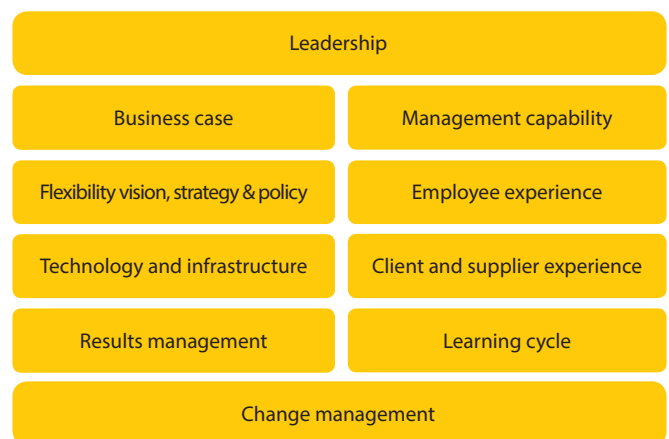 Leadership
Business case
Management capability
Flexibility vision, strategy & policy
Employee experience
Technology and infrastructure
Client and supplier experience
Results management
Learning cycle
Change management